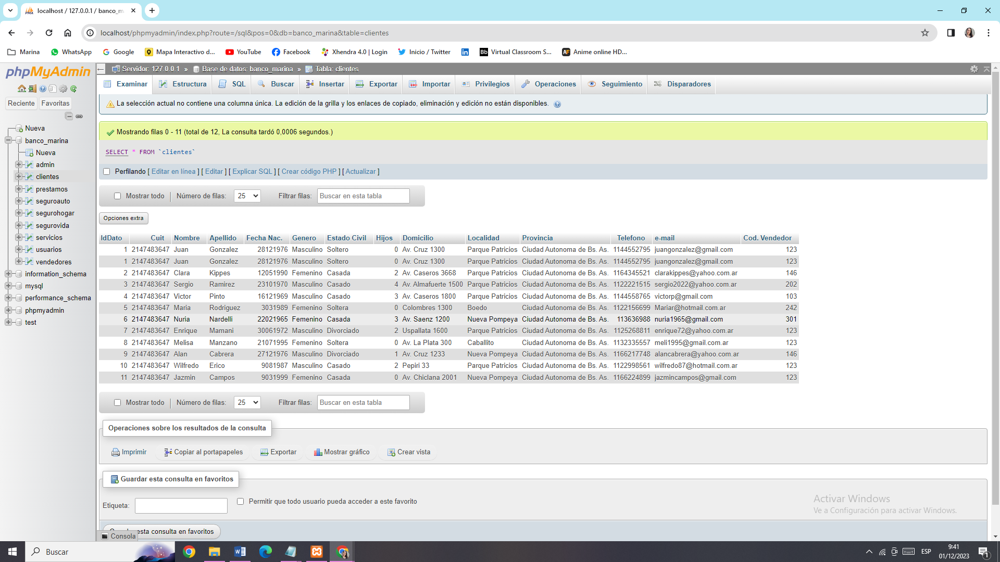 localhost / 127.0.0.1 / banco_m
localhost/phpmyadmin/index.php?route=/sql&pos=0&db=banco_marina&table=clientes
Marina WhatsApp Google Mapa Interactivo d... YouTube Facebook Xhendra 4.0 | Login Inicio / Twitter Bb Virtual Classroom S... AF Anime online HD...
phpMyAdmin
Reciente Favoritas
Nueva
banco_marina
Nueva
admin
clientes
prestamos
seguroauto
segurohogar
segurovida
servicios
usuarios
vendedores
information_schema
mysql
performance_schema
phpmyadmin
test
Servidor: 127.0.0.1 » Base de datos: banco_marina » Tabla: clientes
Examinar Estructura SQL Buscar Insertar Exportar Importar Privilegios Operaciones Seguimiento Disparadores
La selección actual no contiene una columna única. La edición de la grilla y los enlaces de copiado, eliminación y edición no están disponibles.
Mostrando filas 0 - 11 (total de 12, La consulta tardó 0,0006 segundos.)
SELECT * FROM `clientes`
Perfilando [ Editar en línea ] [ Editar ] [ Explicar SQL ] [ Crear código PHP ] [ Actualizar ]
Mostrar todo Número de filas: 25 Filtrar filas: Buscar en esta tabla
Opciones extra
IdDato Cuit Nombre Apellido Fecha Nac. Genero Estado Civil Hijos Domicilio Localidad Provincia Telefono e-mail Cod. Vendedor
1 2147483647 Juan Gonzalez 28121976 Masculino Soltero 0 Av. Cruz 1300 Parque Patricios Ciudad Autonoma de Bs. As. 1144552795 juangonzalez@gmail.com 123
1 2147483647 Juan Gonzalez 28121976 Masculino Soltero 0 Av. Cruz 1300 Parque Patricios Ciudad Autonoma de Bs. As. 1144552795 juangonzalez@gmail.com 123
2 2147483647 Clara Kippes 12051990 Femenino Casada 2 Av. Caseros 3668 Parque Patricios Ciudad Autonoma de Bs. As. 1164345521 clarakippes@yahoo.com.ar 146
3 2147483647 Sergio Ramirez 23101970 Masculino Casado 4 Av. Almafuerte 1500 Parque Patricios Ciudad Autonoma de Bs. As. 1122221515 sergio2022@yahoo.com.ar 202
4 2147483647 Victor Pinto 16121969 Masculino Casado 3 Av. Caseros 1800 Parque Patricios Ciudad Autonoma de Bs. As. 1144558765 victorp@gmail.com 103
5 2147483647 Maria Rodriguez 3031989 Femenino Soltera 0 Colombres 1300 Boedo Ciudad Autonoma de Bs. As. 1122156699 Mariar@hotmail.com.ar 242
6 2147483647 Nuria Nardelli 22021965 Femenino Casada 3 Av. Saenz 1200 Nueva Pompeya Ciudad Autonoma de Bs. As. 113636988 nuria1965@gmail.com 301
7 2147483647 Enrique Mamani 30061972 Masculino Divorciado 2 Uspallata 1600 Parque Patricios Ciudad Autonoma de Bs. As. 1125268811 enrique72@yahoo.com.ar 123
8 2147483647 Melisa Manzano 21071995 Femenino Soltera 0 Av. La Plata 300 Caballito Ciudad Autonoma de Bs. As. 1132335557 meli1995@gmail.com.ar 123
9 2147483647 Alan Cabrera 27121976 Masculino Divorciado 1 Av. Cruz 1233 Nueva Pompeya Ciudad Autonoma de Bs. As. 1166217748 alancabrera@yahoo.com.ar 146
10 2147483647 Wilfredo Erico 9081987 Masculino Casado 2 Pepiri 33 Parque Patricios Ciudad Autonoma de Bs. As. 1122998561 wilfredo87@hotmail.com.ar 123
11 2147483647 Jazmin Campos 9031999 Femenino Casada 0 Av. Chiclana 2001 Nueva Pompeya Ciudad Autonoma de Bs. As. 1166224899 jazmincampos@gmail.com 123
Mostrar todo Número de filas: 25 Filtrar filas: Buscar en esta tabla
Operaciones sobre los resultados de la consulta
Imprimir Copiar al portapapeles Exportar Mostrar gráfico Crear vista
Guardar esta consulta en favoritos
Etiqueta: Permitir que todo usuario pueda acceder a este favorito
esta consulta en favoritos
Consola
Activar Windows
Ve a Configuración para activar Windows.
Buscar
ESP
9:41
01/12/2023
1